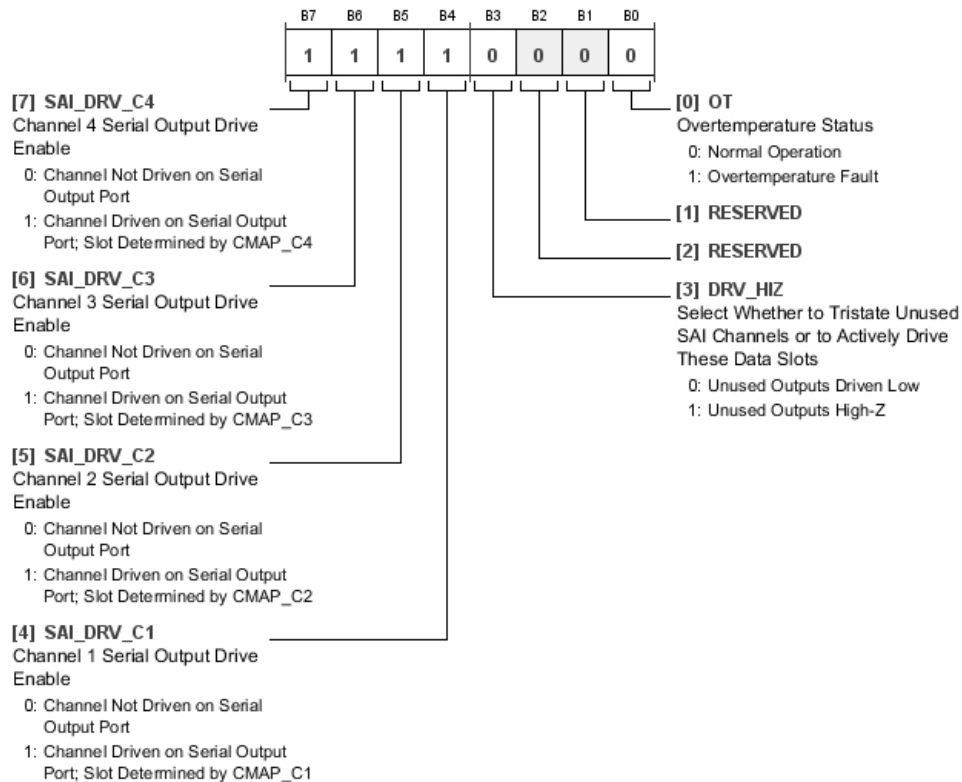 B7 B6 B5 B4 B3 B2 B1 B0
1 1 1 1 0 0 0 0
[7] SAI_DRV_C4
Channel 4 Serial Output Drive
Enable
0: Channel Not Driven on Serial
Output Port
1: Channel Driven on Serial Output
Port; Slot Determined by CMAP_C4
[6] SAI_DRV_C3
Channel 3 Serial Output Drive
Enable
0: Channel Not Driven on Serial
Output Port
1: Channel Driven on Serial Output
Port; Slot Determined by CMAP_C3
[5] SAI_DRV_C2
Channel 2 Serial Output Drive
Enable
0: Channel Not Driven on Serial
Output Port
1: Channel Driven on Serial Output
Port; Slot Determined by CMAP_C2
[4] SAI_DRV_C1
Channel 1 Serial Output Drive
Enable
0: Channel Not Driven on Serial
Output Port
1: Channel Driven on Serial Output
Port; Slot Determined by CMAP_C1
[0] OT
Overtemperature Status
0: Normal Operation
1: Overtemperature Fault
[1] RESERVED
[2] RESERVED
[3] DRV_HIZ
Select Whether to Tristate Unused
SAI Channels or to Actively Drive
These Data Slots
0: Unused Outputs Driven Low
1: Unused Outputs High-Z